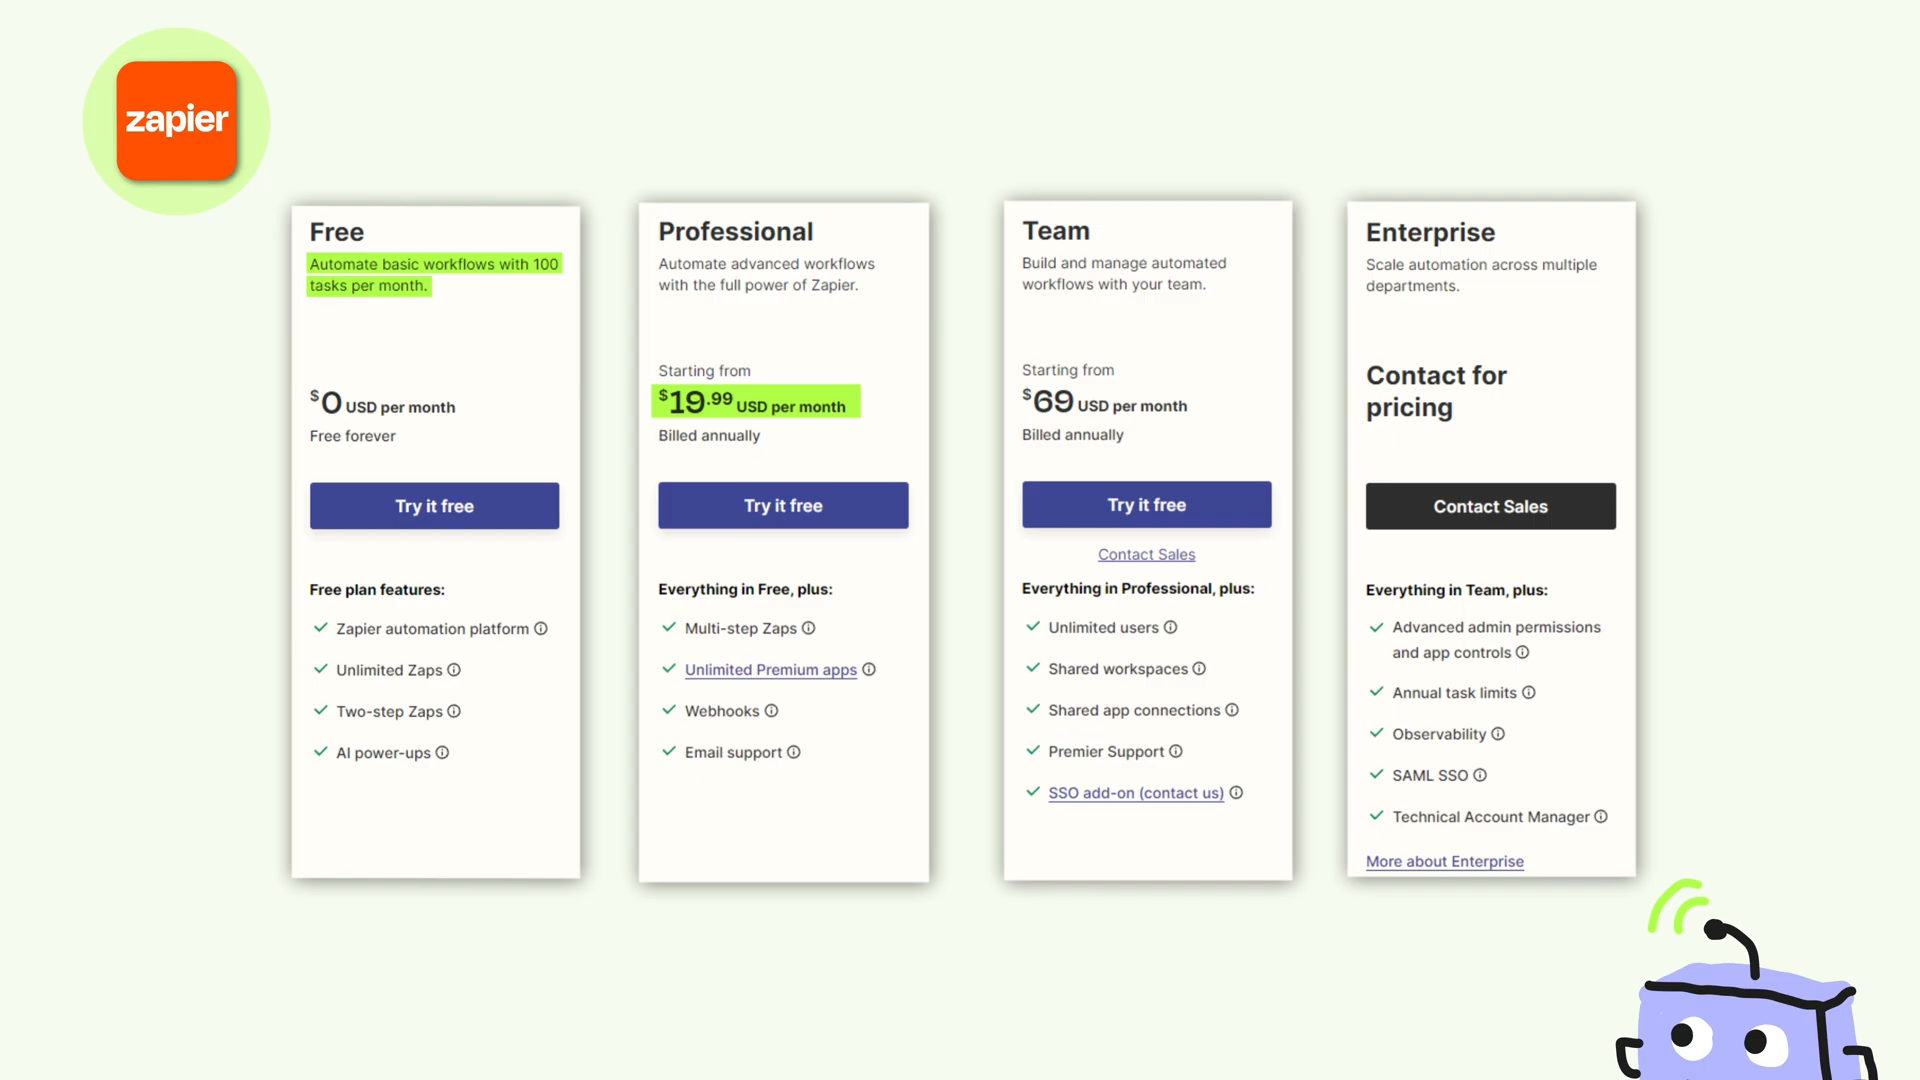 zapier
Free
Automate basic workflows with 100
tasks per month.
$0 USD per month
Free forever
Try it free
Free plan features:
Zapier automation platform
Unlimited Zaps
Two-step Zaps
AI power-ups
Professional
Automate advanced workflows
with the full power of Zapier.
Starting from
$19.99 USD per month
Billed annually
Try it free
Everything in Free, plus:
Multi-step Zaps
Unlimited Premium apps
Webhooks
Email support
Team
Build and manage automated
workflows with your team.
Starting from
$69 USD per month
Billed annually
Try it free
Contact Sales
Everything in Professional, plus:
Unlimited users
Shared workspaces
Shared app connections
Premier Support
SSO add-on (contact us)
Enterprise
Scale automation across multiple
departments.
Contact for
pricing
Contact Sales
Everything in Team, plus:
Advanced admin permissions
and app controls
Annual task limits
Observability
SAML SSO
Technical Account Manager
More about Enterprise